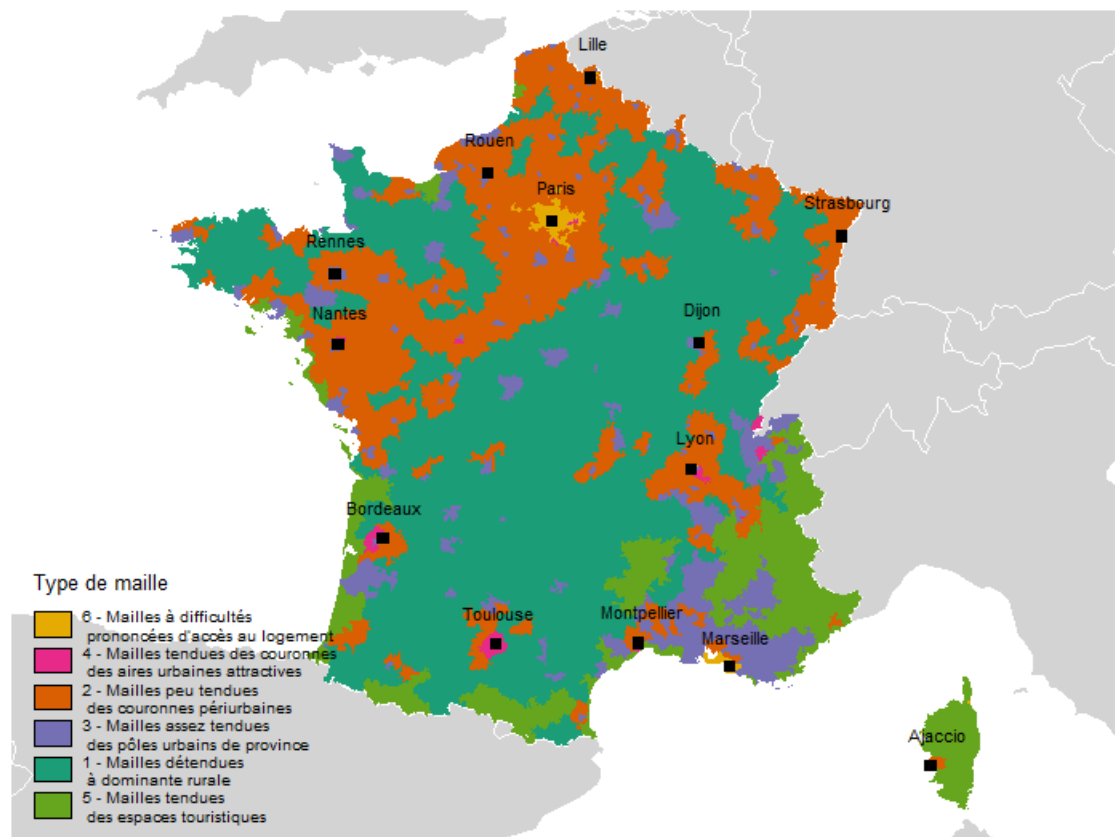 Lille
Rouen
Paris
Strasbourg
Rennes
Nantes
Dijon
Lyon
Bordeaux
Toulouse
Montpellier
Marseille
Ajaccio
Type de maille
6 - Mailles à difficultés
prononcées d'accès au logement
4 - Mailles tendues des couronnes
des aires urbaines attractives
2 - Mailles peu tendues
des couronnes périurbaines
3 - Mailles assez tendues
des pôles urbains de province
1 - Mailles détendues
à dominante rurale
5 - Mailles tendues
des espaces touristiques